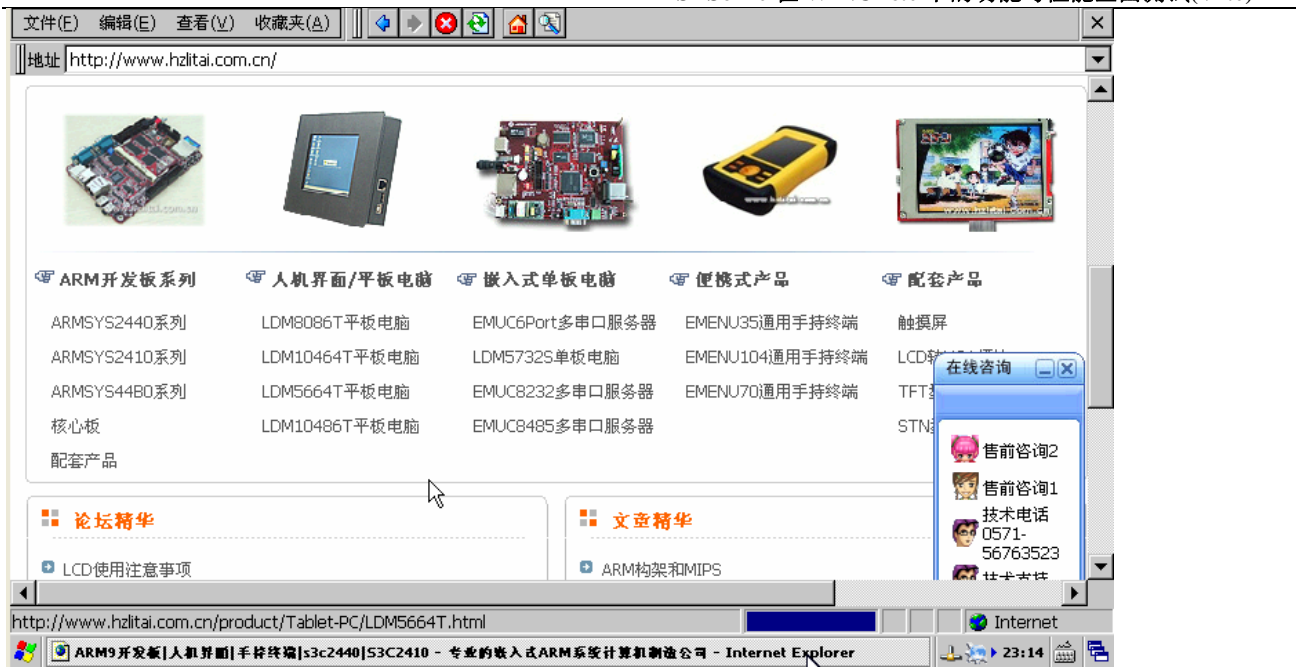 文件(F) 编辑(E) 查看(V) 收藏夹(A)
地址 http://www.hzlitai.com.cn/
ARM开发板系列 人机界面/平板电脑 嵌入式单板电脑 便携式产品 配套产品
ARMSYS2440系列 LDM8086T平板电脑 EMUC6Port多串口服务器 EMENU35通用手持终端 触摸屏
ARMSYS2410系列 LDM10464T平板电脑 LDM5732S单板电脑 EMENU104通用手持终端 LCD转
ARMSYS44B0系列 LDM5664T平板电脑 EMUC8232多串口服务器 EMENU70通用手持终端 TFT
核心板 LDM10486T平板电脑 EMUC8485多串口服务器 STN
配套产品
在线咨询
售前咨询2
售前咨询1
技术电话
0571-
56763523
技术支持
论坛精华 文章精华
LCD使用注意事项 ARM构架和MIPS
http://www.hzlitai.com.cn/product/Tablet-PC/LDM5664T.html Internet
ARM9开发板|人机界面|手持终端|s3c2440|S3C2410 - 专业的嵌入式ARM系统计算机制造公司 - Internet Explorer 23:14